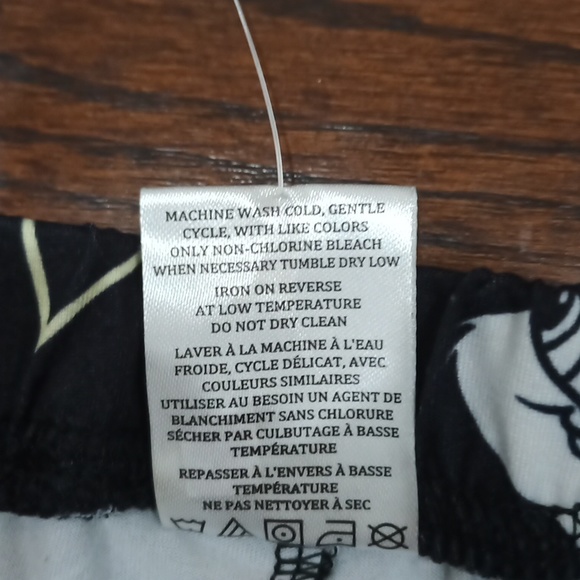 MACHINE WASH COLD, GENTLE
CYCLE, WITH LIKE COLORS
ONLY NON-CHLORINE BLEACH
WHEN NECESSARY TUMBLE DRY LOW
IRON ON REVERSE
AT LOW TEMPERATURE
DO NOT DRY CLEAN
LAVER À LA MACHINE À L'EAU
FROIDE, CYCLE DÉLICAT, AVEC
COULEURS SIMILAIRES
UTILISER AU BESOIN UN AGENT DE
BLANCHIMENT SANS CHLORURE
SÉCHER PAR CULBUTAGE À BASSE
TEMPÉRATURE
REPASSER À L'ENVERS À BASSE
TEMPÉRATURE
NE PAS NETTOYER À SEC